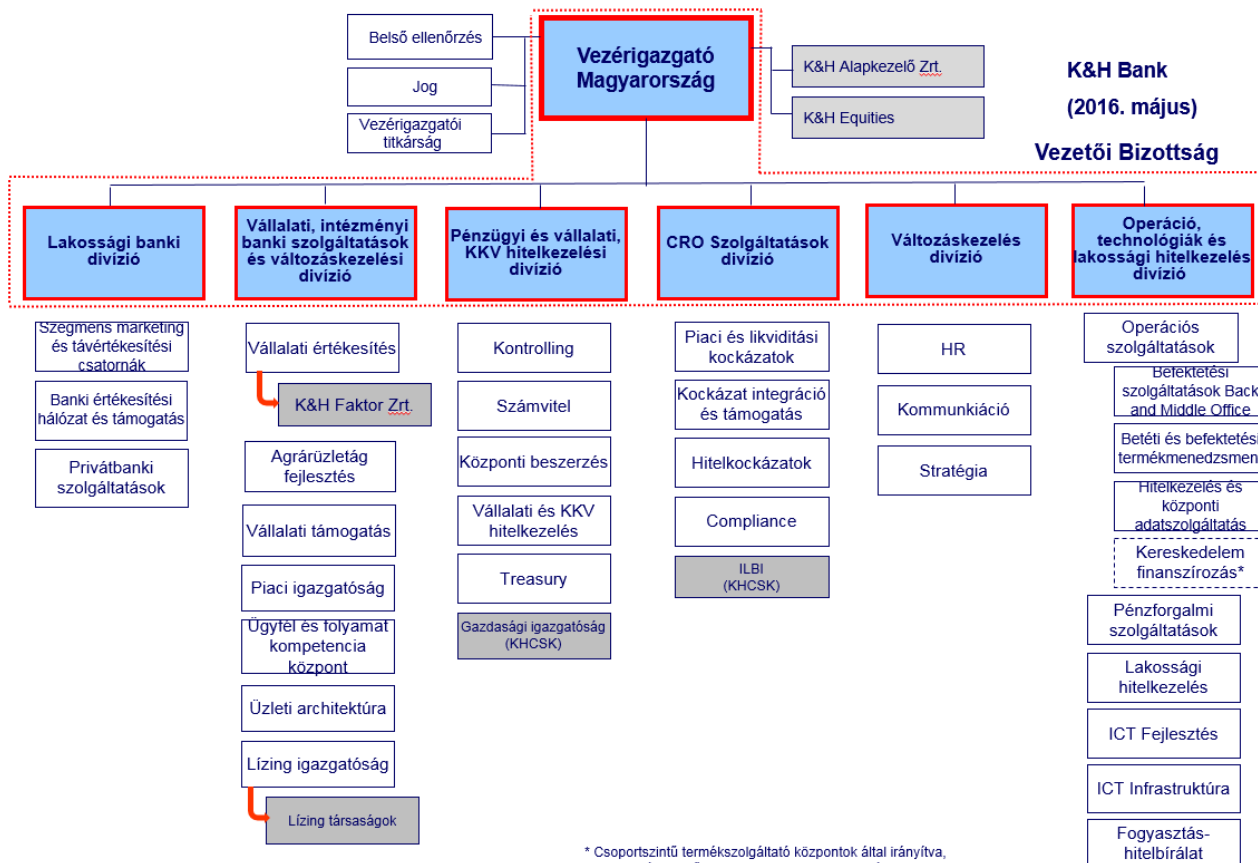 Belső ellenőrzés
Jog
Vezérigazgatói
titkárság
Vezérigazgató
Magyarország
K&H Alapkezelő Zrt.
K&H Equities
K&H Bank
(2016. május)
Vezetői Bizottság
Lakossági banki
divízió
Vállalati, intézményi
banki szolgáltatások
és változáskezelési
divízió
Pénzügyi és vállalati,
KKV hitelkezelési
divízió
CRO Szolgáltatások
divízió
Változáskezelés
divízió
Operáció,
technológiák és
lakossági hitelkezelés
divízió
Szegmens marketing
és távértékesítési
csatornák
Banki értékesítési
hálózat és támogatás
Privátbanki
szolgáltatások
Vállalati értékesítés
K&H Faktor Zrt.
Agrárüzletág
fejlesztés
Vállalati támogatás
Piaci igazgatóság
Ügyfél és folyamat
kompetencia
központ
Üzleti architektúra
Lízing igazgatóság
Lízing társaságok
Kontrolling
Számvitel
Központi beszerzés
Vállalati és KKV
hitelkezelés
Treasury
Gazdasági igazgatóság
(KHCSK)
Piaci és likviditási
kockázatok
Kockázat integráció
és támogatás
Hitelkockázatok
Compliance
ILBI
(KHCSK)
HR
Kommunkiáció
Stratégia
Operációs
szolgáltatások
Befektetési
szolgáltatások Back
and Middle Office
Betéti és befektetési
termékmenedzsmen
Hitelkezelés és
központi
adatszolgáltatás
Kereskedelem
finanszírozás*
Pénzforgalmi
szolgáltatások
Lakossági
hitelkezelés
ICT Fejlesztés
ICT Infrastruktúra
Fogyasztás-
hitelbírálat
* Csoportszintű termékszolgáltató központok által irányítva,